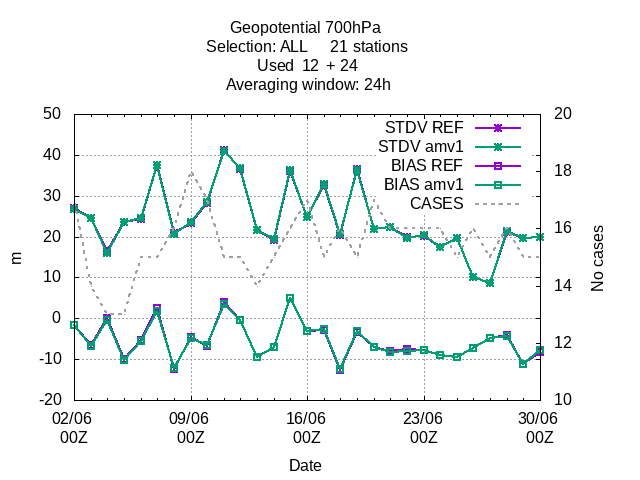 Geopotential 700hPa
Selection: ALL     21 stations
Used  12  + 24
Averaging window: 24h
50
40
30
20
10
0
-10
-20
20
18
16
14
12
10
STDV REF
STDV amv1
BIAS REF
BIAS amv1
CASES
m
No cases
02/06
00Z
09/06
00Z
16/06
00Z
23/06
00Z
30/06
00Z
Date